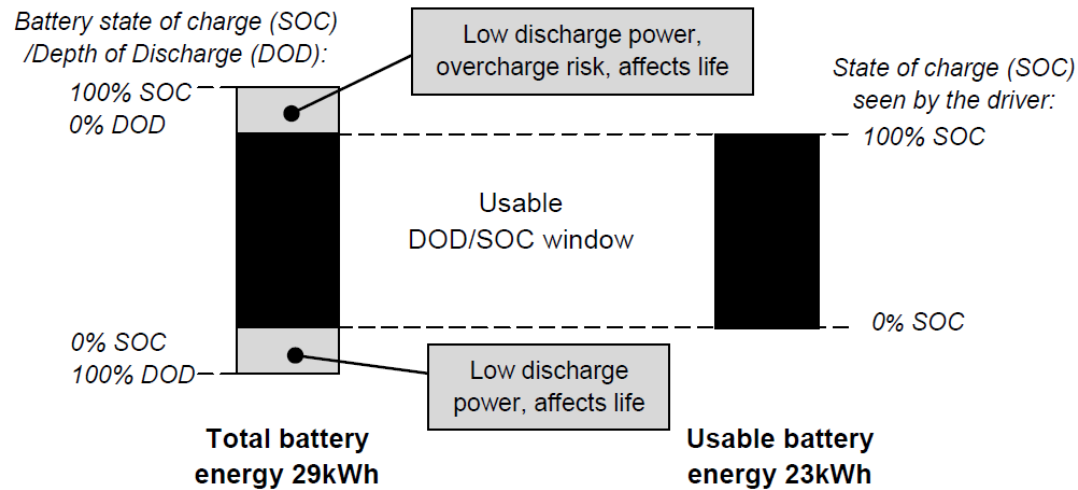 Battery state of charge (SOC)
/Depth of Discharge (DOD):
100% SOC
0% DOD
0% SOC
100% DOD
Low discharge power,
overcharge risk, affects life
Usable
DOD/SOC window
Low discharge
power, affects life
State of charge (SOC)
seen by the driver:
100% SOC
0% SOC
Total battery
energy 29kWh
Usable battery
energy 23kWh